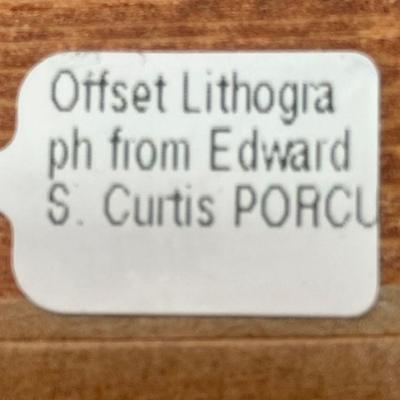 Offset Lithogra
ph from Edward
S. Curtis PORCU